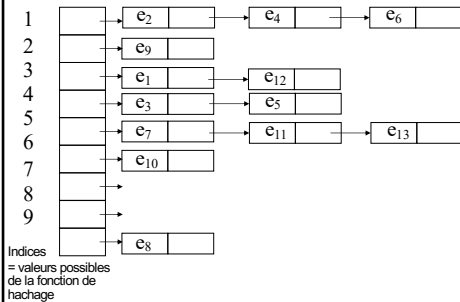 1 e2 e4 e6
2 e9
3 e1 e12
4 e3 e5
5 e7 e11 e13
6 e10
7
8
9 e8
Indices
= valeurs possibles
de la fonction de
hachage